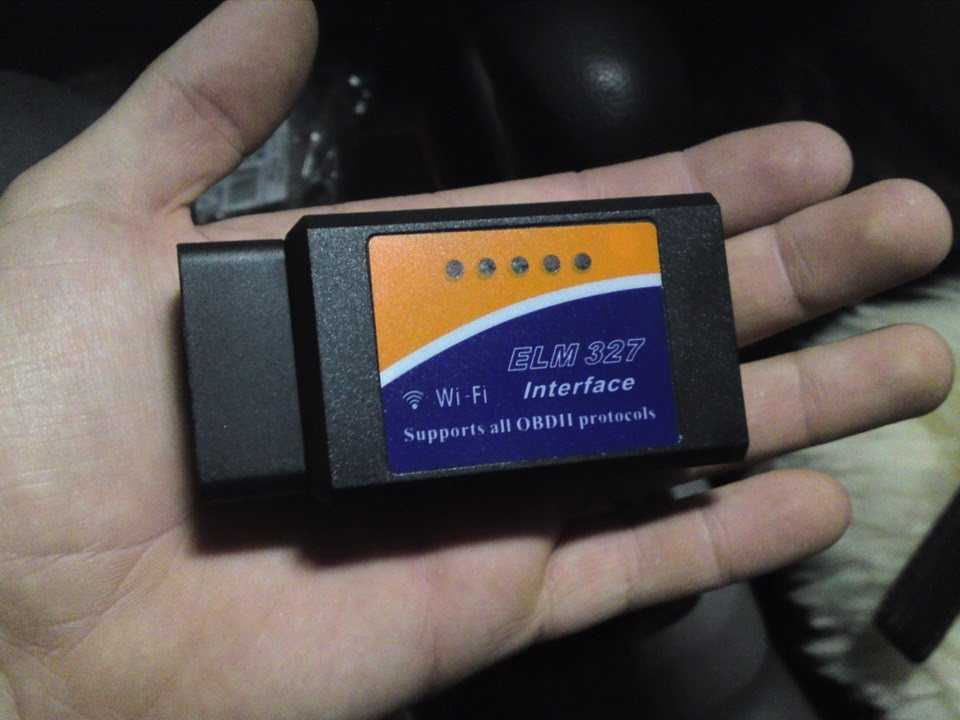 ELM 327
Wi-Fi Interface
Supports all OBDII protocols